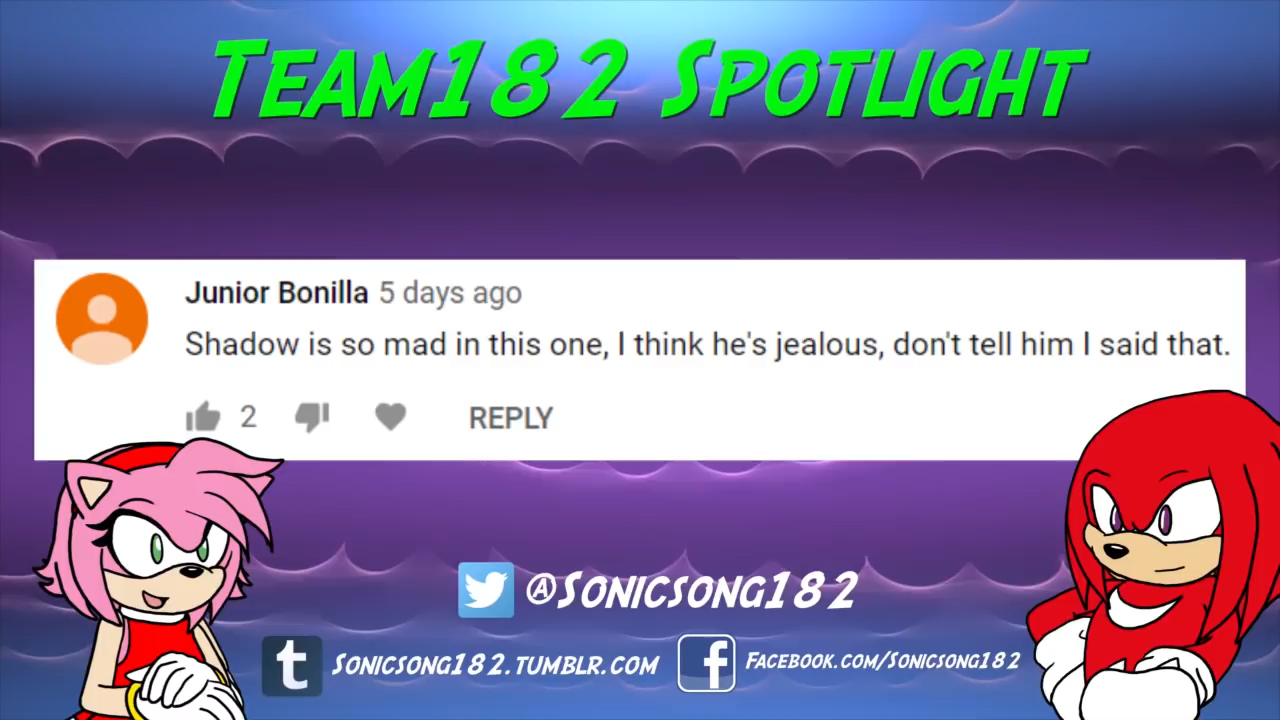 Team182 Spotlight
Junior Bonilla 5 days ago
Shadow is so mad in this one, I think he's jealous, don't tell him I said that.
2 REPLY
@Sonicsong182
t Sonicsong182.tumblr.com f Facebook.com/Sonicsong182